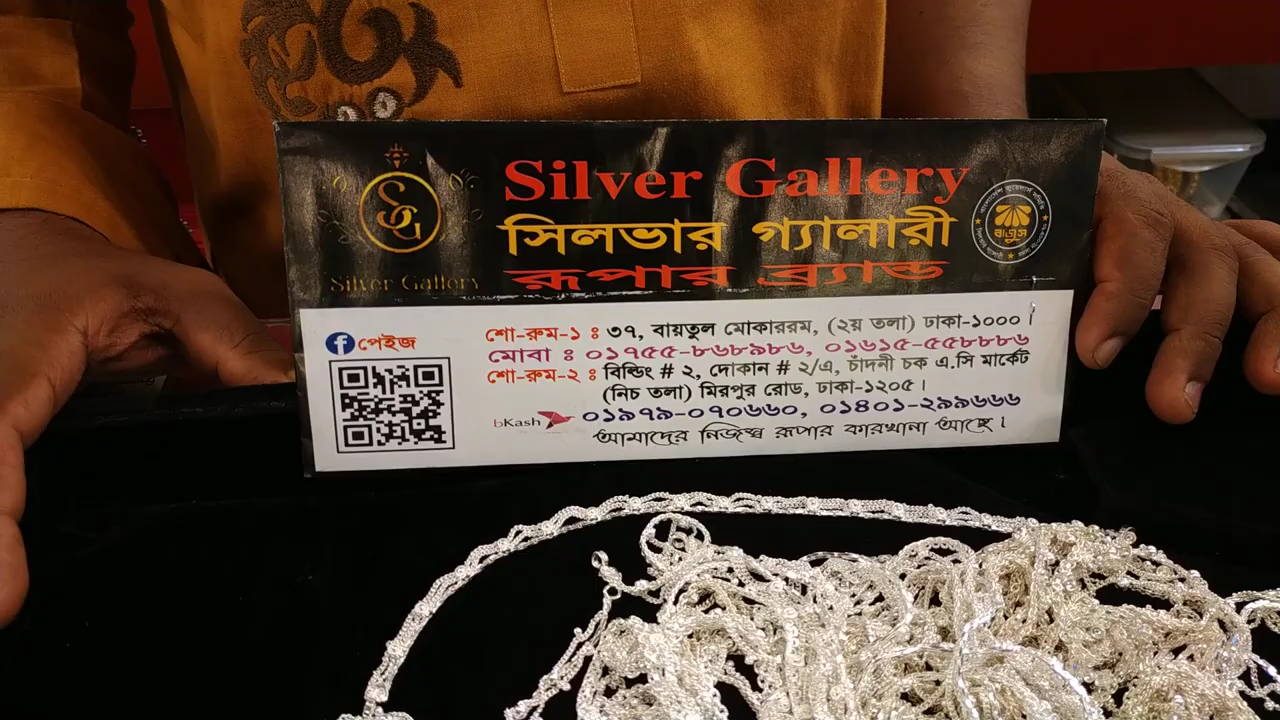 Silver Gallery
SG
Silver Gallery
সিলভার গ্যালারী
রূপার ব্র্যান্ড
বাজুস
পেইজ
শো-রুম-১ : ৩৭, বায়তুল মোকাররম, (২য় তলা) ঢাকা-১০০০।
মোবা : ০১৭৫৫-৮৬৮৯৮৬, ০১৬১৫-৫৫৮৮৮৬
শো-রুম-২ : বিল্ডিং # ২, দোকান # ২/এ, চাঁদনী চক এ.সি মার্কেট
(নিচ তলা) মিরপুর রোড, ঢাকা-১২০৫।
bKash ০১৯৭৯-০৭০৬৬০, ০১৪০১-২৯৯৬৬৬
আমাদের নিজস্ব রূপার কারখানা আছে।